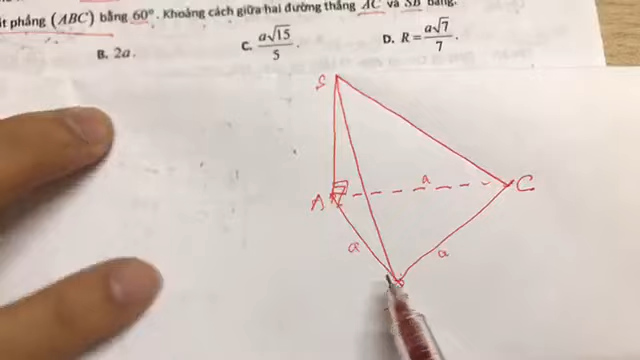 phẳng (ABC) bằng 60°. Khoảng cách giữa hai đường thẳng AC và SB bằng:
B. 2a. C. a√15/5. D. R = a√7/7.
S
A a C
a a